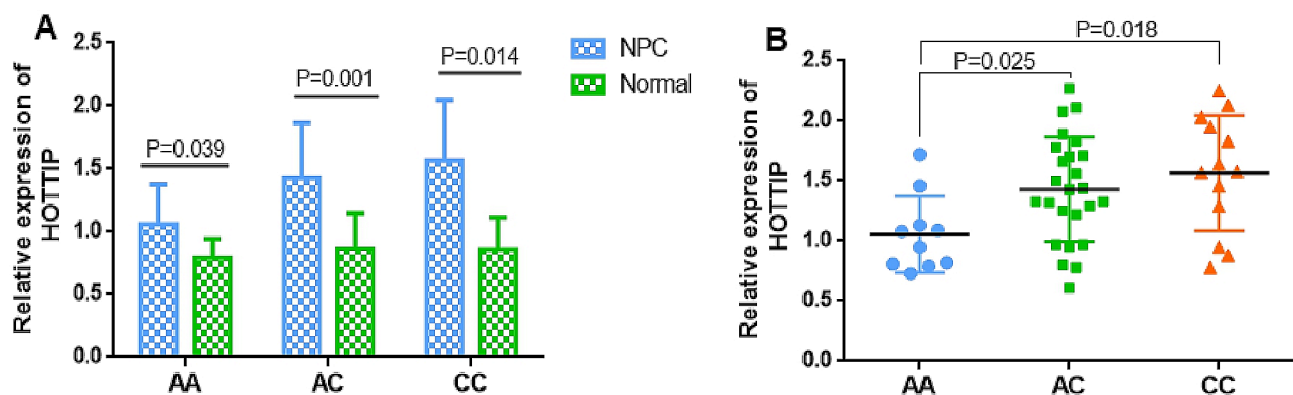 A
Relative expression of
HOTTIP
2.5
2.0
1.5
1.0
0.5
0.0
P=0.039
P=0.001
P=0.014
AA
AC
CC
NPC
Normal
B
Relative expression of
HOTTIP
2.5
2.0
1.5
1.0
0.5
0.0
P=0.018
P=0.025
AA
AC
CC